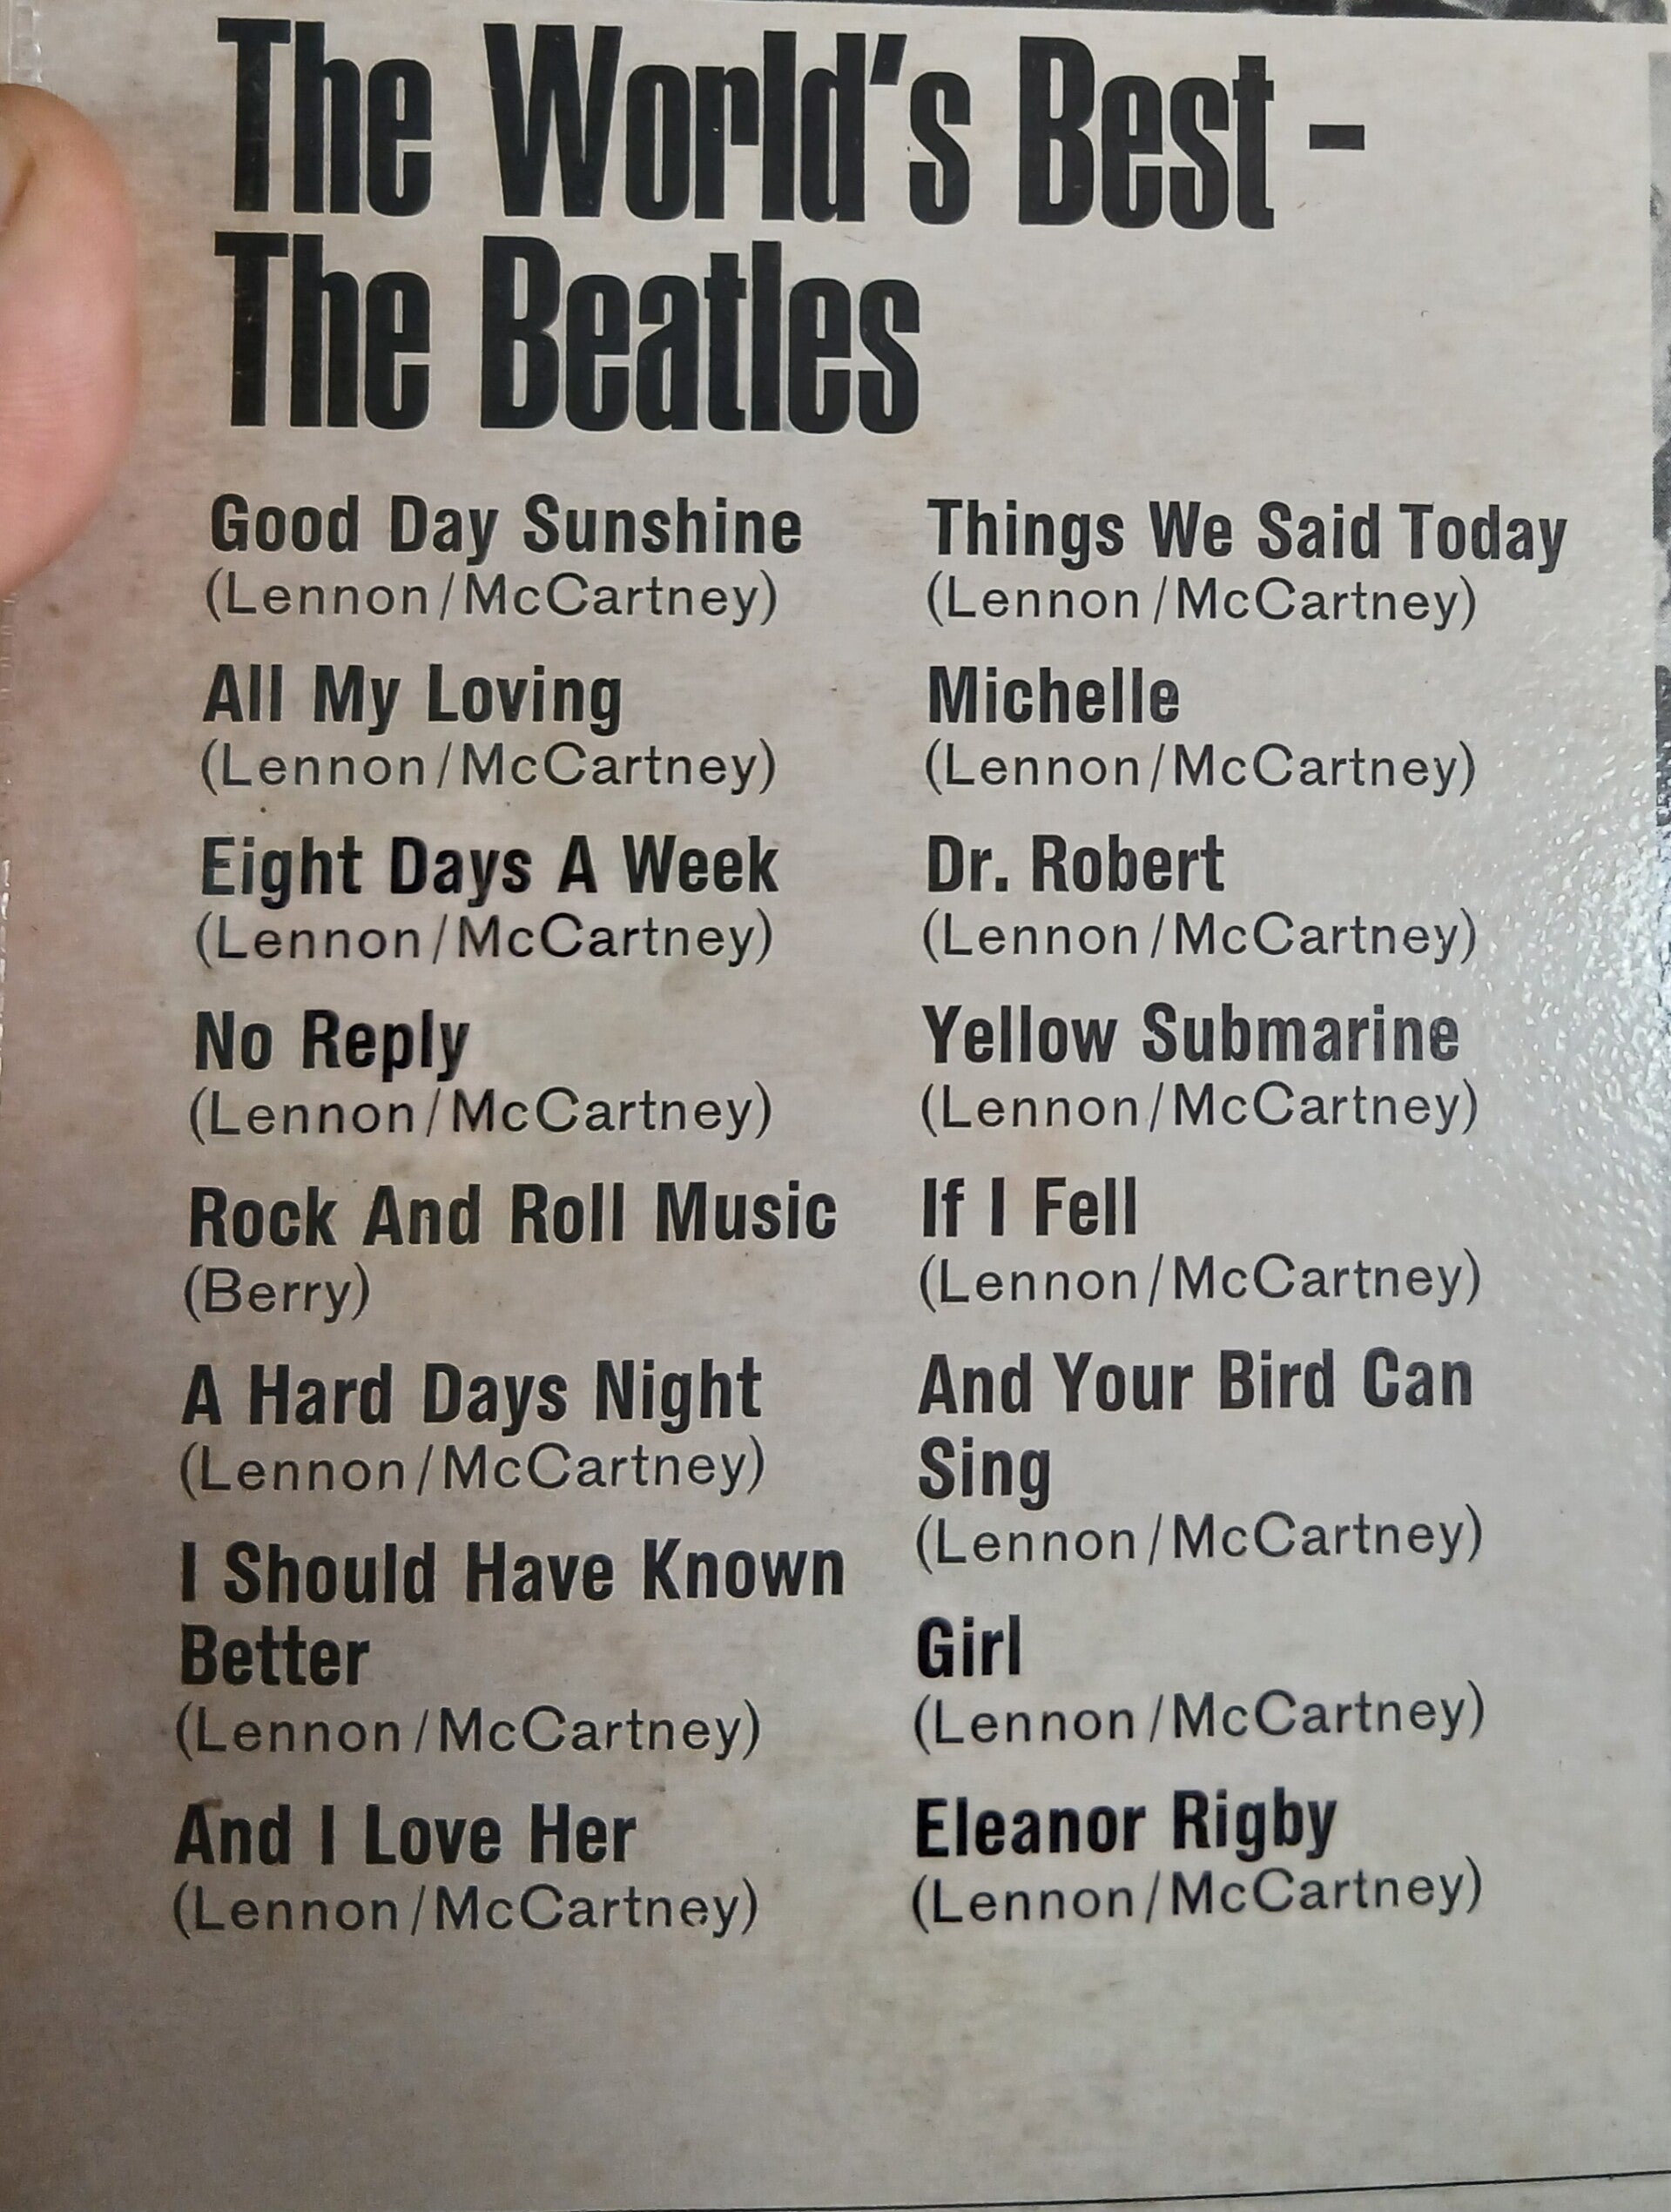 The World's Best –
The Beatles
Good Day Sunshine
(Lennon/McCartney)
All My Loving
(Lennon/McCartney)
Eight Days A Week
(Lennon/McCartney)
No Reply
(Lennon/McCartney)
Rock And Roll Music
(Berry)
A Hard Days Night
(Lennon/McCartney)
I Should Have Known
Better
(Lennon/McCartney)
And I Love Her
(Lennon/McCartney)
Things We Said Today
(Lennon/McCartney)
Michelle
(Lennon/McCartney)
Dr. Robert
(Lennon/McCartney)
Yellow Submarine
(Lennon/McCartney)
If I Fell
(Lennon/McCartney)
And Your Bird Can
Sing
(Lennon/McCartney)
Girl
(Lennon/McCartney)
Eleanor Rigby
(Lennon/McCartney)